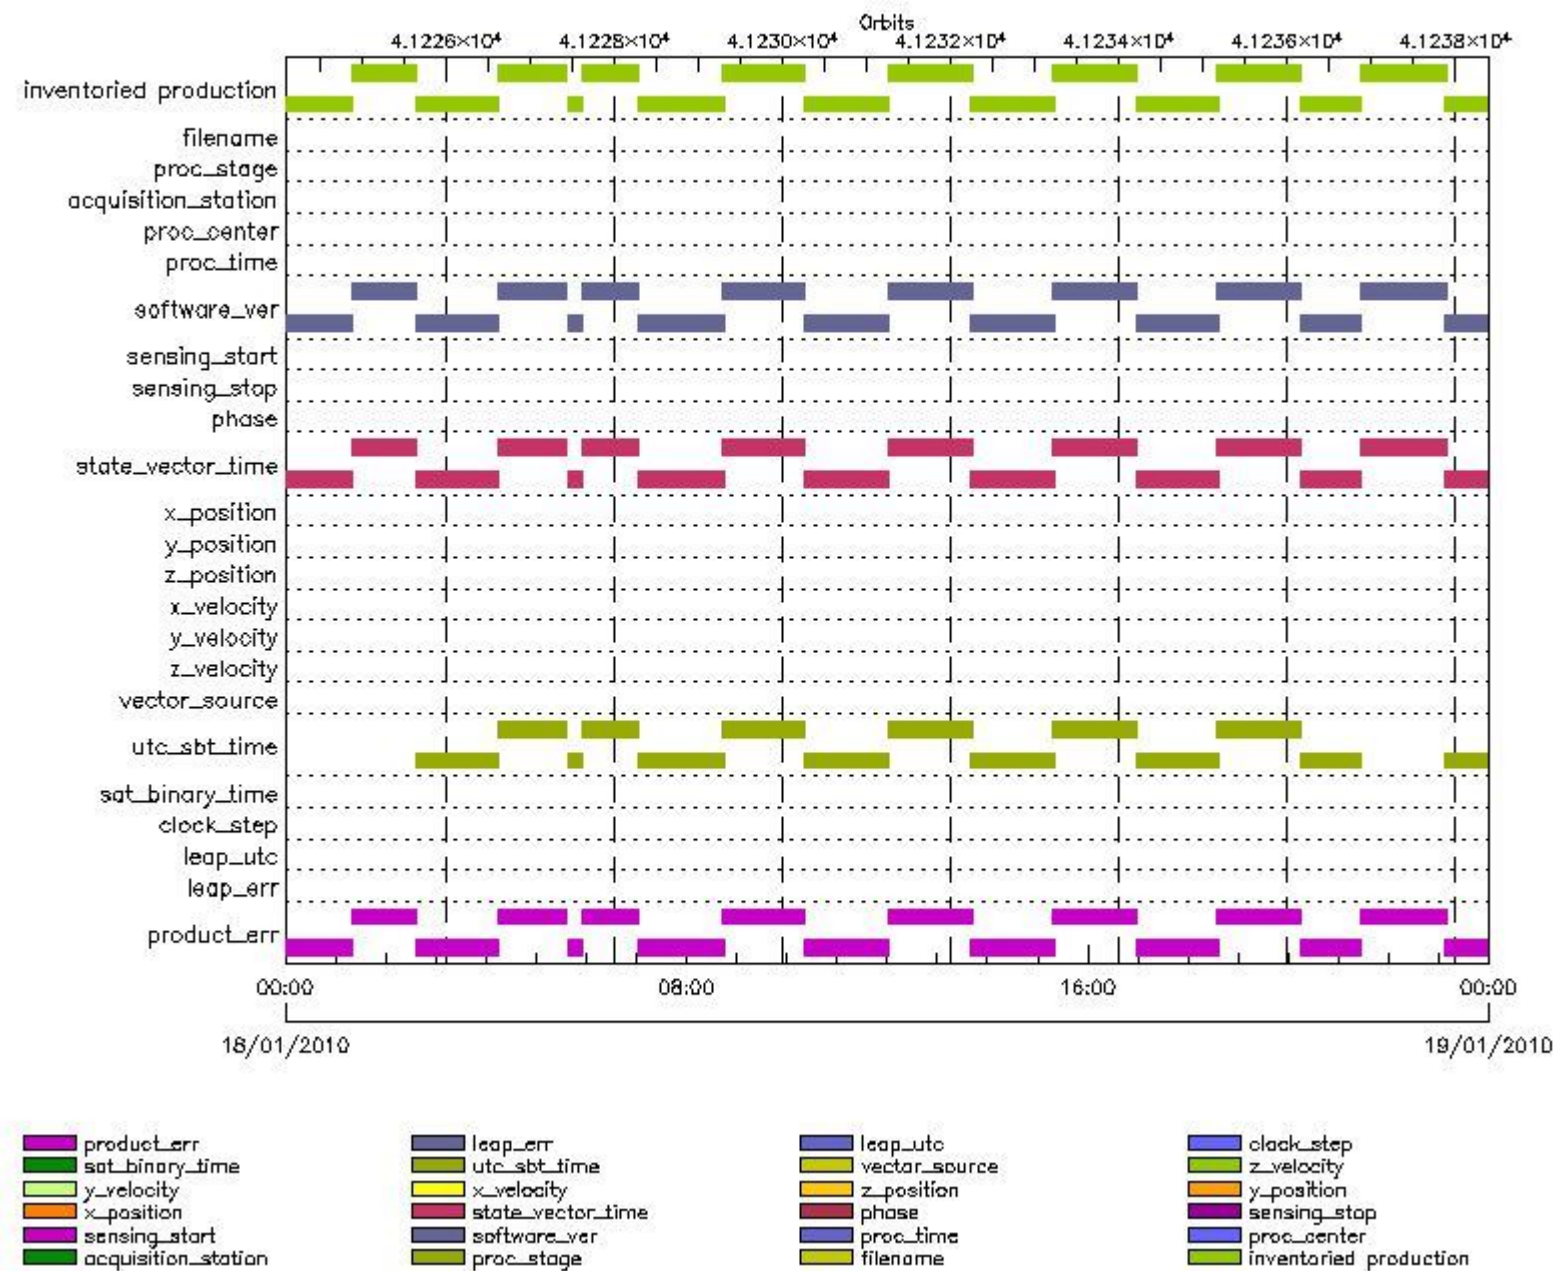 Orbits
4.1226×10⁴ 4.1228×10⁴ 4.1230×10⁴ 4.1232×10⁴ 4.1234×10⁴ 4.1236×10⁴ 4.1238×10⁴
inventoried production
filename
proc_stage
acquisition_station
proc_center
proc_time
software_ver
sensing_start
sensing_stop
phase
state_vector_time
x_position
y_position
z_position
x_velocity
y_velocity
z_velocity
vector_source
utc_sbt_time
sat_binary_time
clock_step
leap_utc
leap_err
product_err
00:00 08:00 16:00 00:00
18/01/2010 19/01/2010
product_err leap_err leap_utc clock_step
sat_binary_time utc_sbt_time vector_source z_velocity
y_velocity x_velocity z_position y_position
x_position state_vector_time phase sensing_stop
sensing_start software_ver proc_time proc_center
acquisition_station proc_stage filename inventoried production